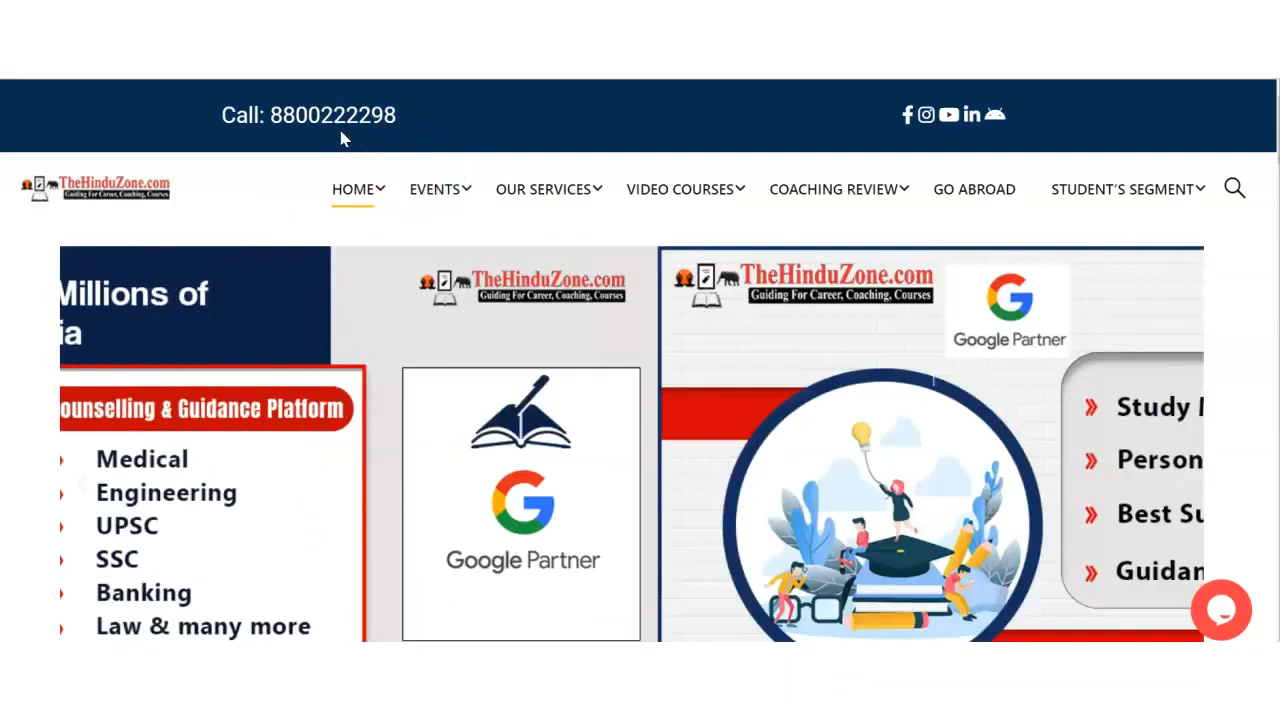 Call: 8800222298
TheHinduZone.com
Guiding For Career, Coaching, Courses
HOME EVENTS OUR SERVICES VIDEO COURSES COACHING REVIEW GO ABROAD STUDENT'S SEGMENT
Millions of
ia
ounselling & Guidance Platform
Medical
Engineering
UPSC
SSC
Banking
Law & many more
TheHinduZone.com
Guiding For Career, Coaching, Courses
Google Partner
TheHinduZone.com
Guiding For Career, Coaching, Courses
Google Partner
Study
Person
Best Su
Guidan